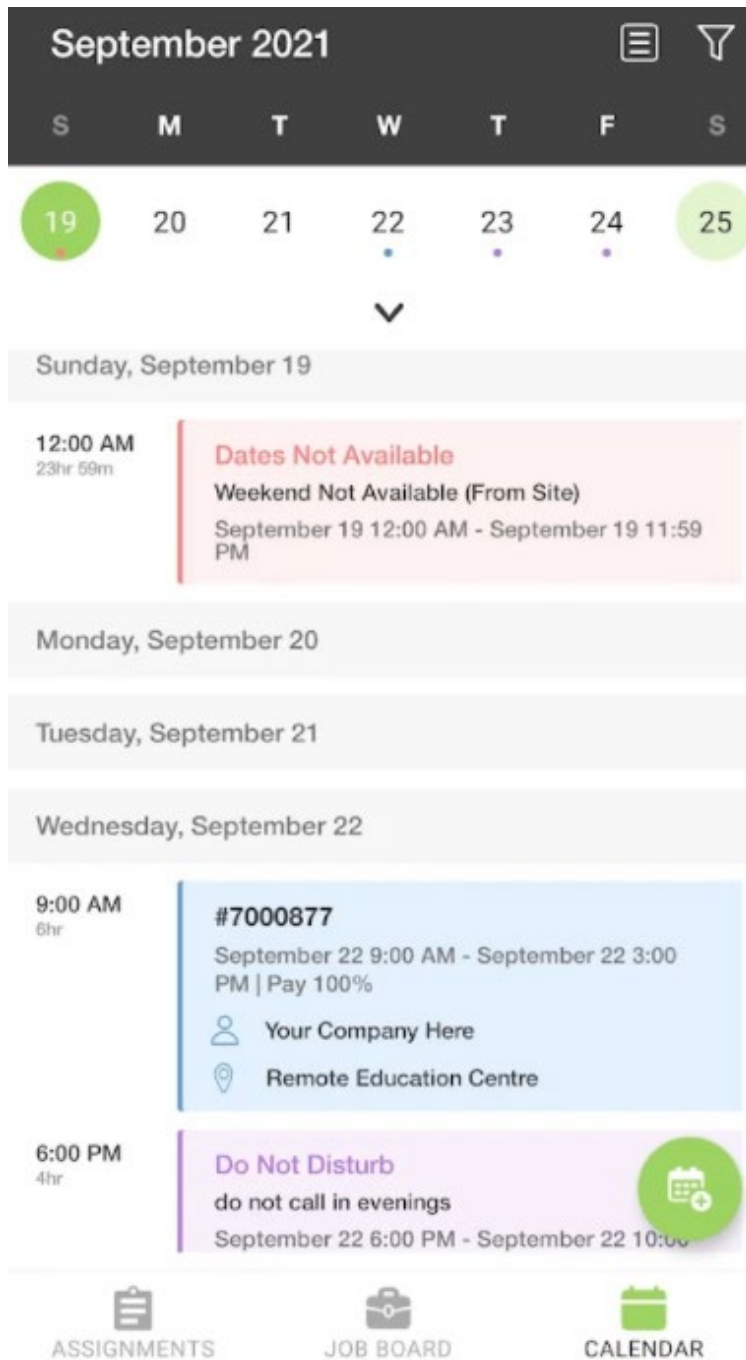 September 2021
S M T W T F S
19 20 21 22 23 24 25
Sunday, September 19
12:00 AM
23hr 59m
Dates Not Available
Weekend Not Available (From Site)
September 19 12:00 AM - September 19 11:59
PM
Monday, September 20
Tuesday, September 21
Wednesday, September 22
9:00 AM
6hr
#7000877
September 22 9:00 AM - September 22 3:00
PM | Pay 100%
Your Company Here
Remote Education Centre
6:00 PM
4hr
Do Not Disturb
do not call in evenings
September 22 6:00 PM - September 22
ASSIGNMENTS JOB BOARD CALENDAR